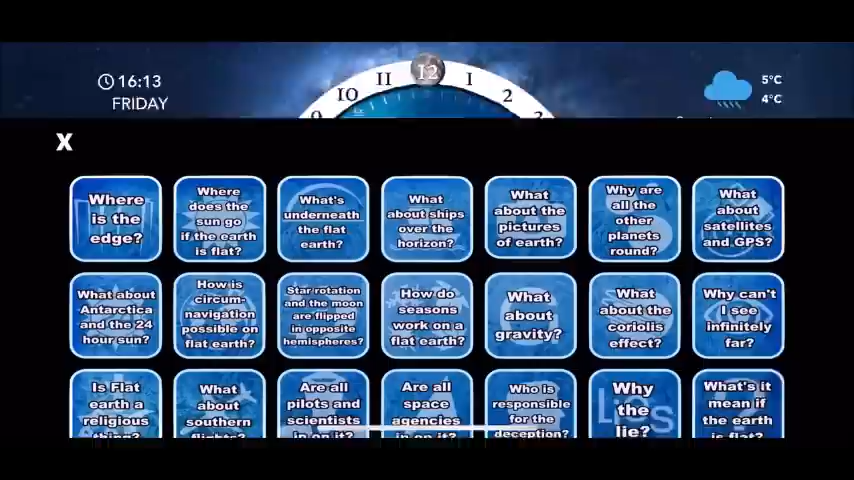 16:13
FRIDAY
10 11 12 1 2
5°C
4°C
X
Where
is the
edge?
Where
does the
sun go
if the earth
is flat?
What's
underneath
the flat
earth?
What
about ships
over the
horizon?
What
about the
pictures
of earth?
Why are
all the
other
planets
round?
What
about
satellites
and GPS?
What about
Antarctica
and the 24
hour sun?
How is
circum-
navigation
possible on
flat earth?
Star rotation
and the moon
are flipped
in opposite
hemispheres?
How do
seasons
work on a
flat earth?
What
about
gravity?
What
about the
coriolis
effect?
Why can't
I see
infinitely
far?
Is Flat
earth a
religious
thing?
What
about
southern
flights?
Are all
pilots and
scientists
in on it?
Are all
space
agencies
in on it?
Who is
responsible
for the
deception?
Why
the
lie?
What's it
mean if
the earth
is flat?